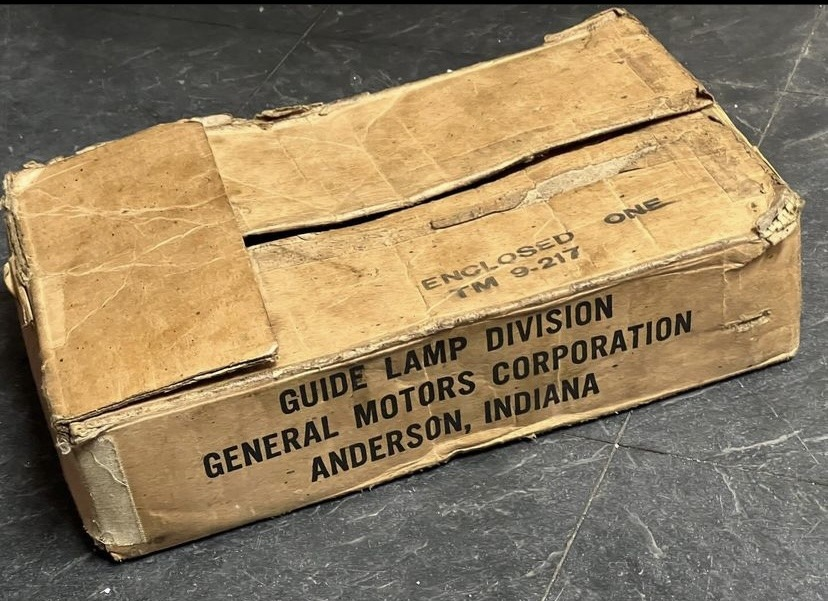 ENCLOSED ONE
TM 9-217
GUIDE LAMP DIVISION
GENERAL MOTORS CORPORATION
ANDERSON, INDIANA